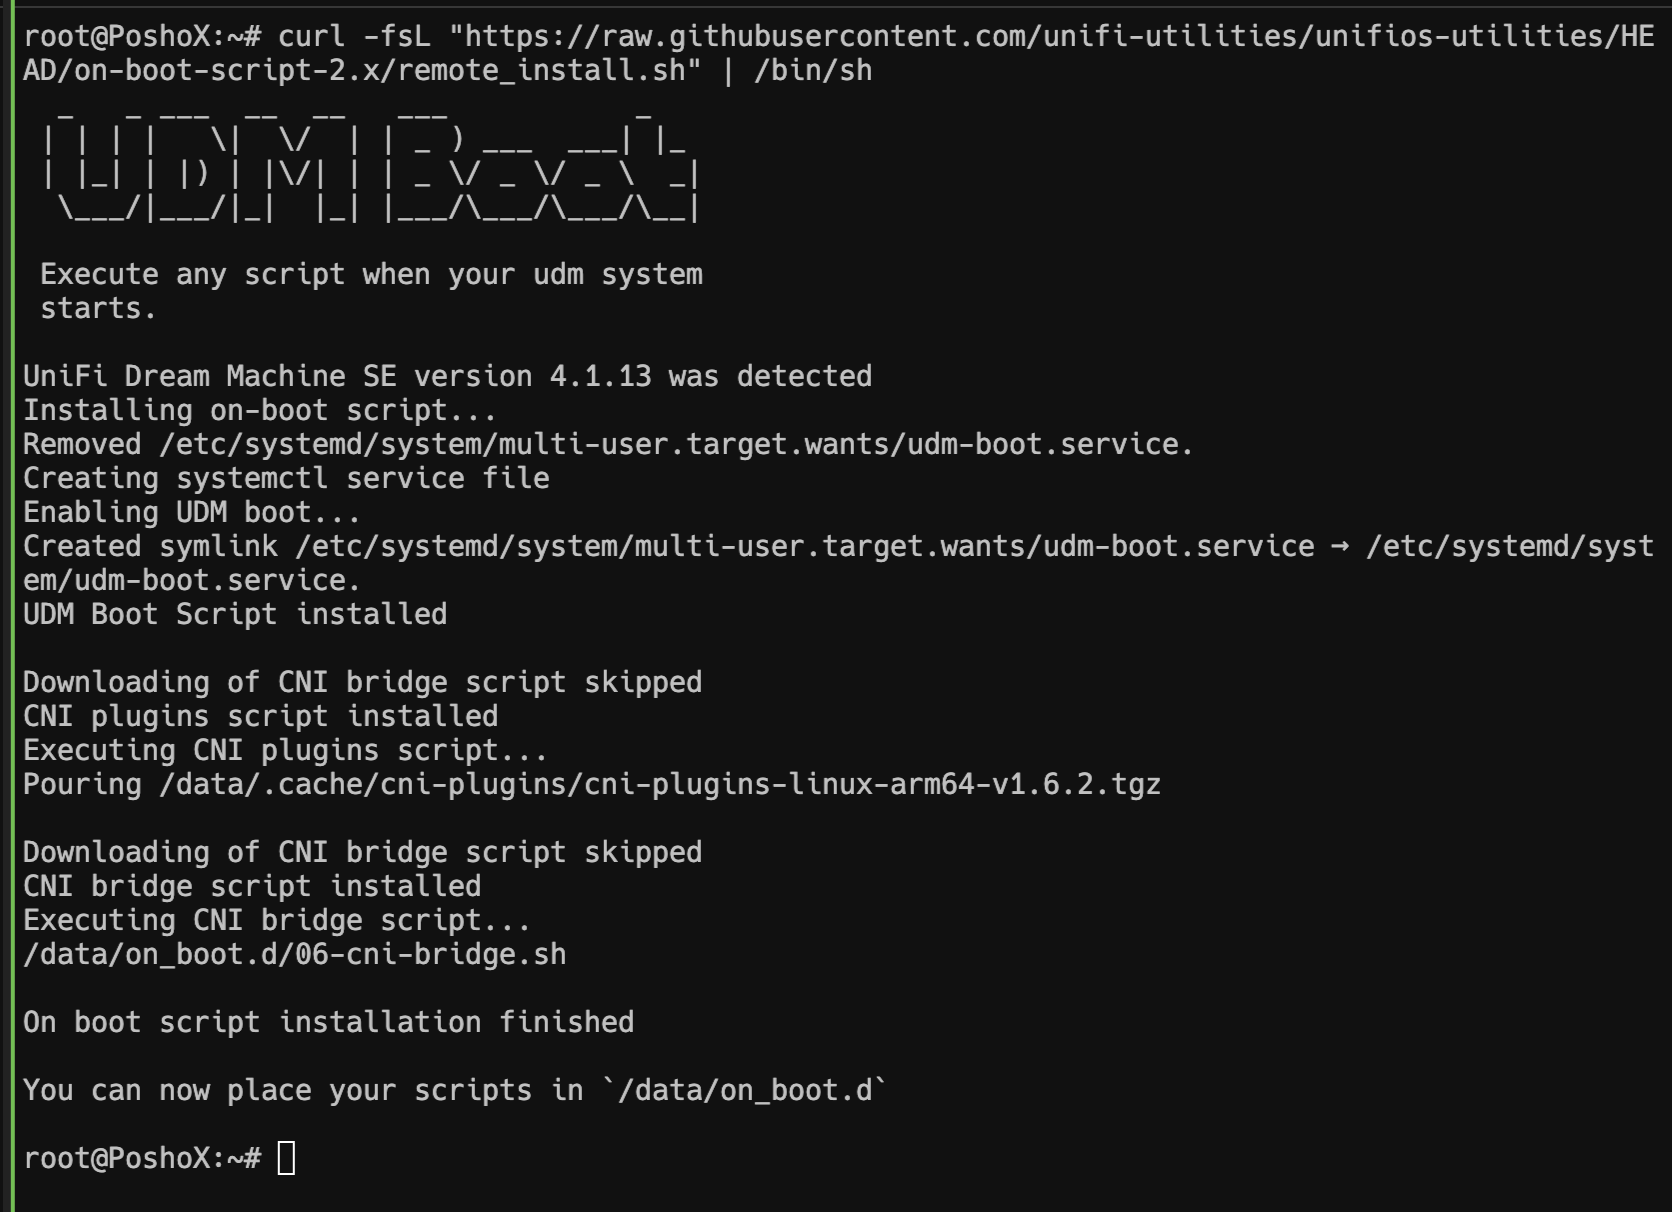 root@PoshoX:~# curl -fsL "https://raw.githubusercontent.com/unifi-utilities/unifios-utilities/HE
AD/on-boot-script-2.x/remote_install.sh" | /bin/sh
  _   _ ___  __  __   ___           _
 | | | |   \|  \/  | | _ ) ___  ___| |_
 | |_| | |) | |\/| | | _ \/ _ \/ _ \  _|
  \___/|___/|_|  |_| |___/\___/\___/\__|
 Execute any script when your udm system
 starts.
UniFi Dream Machine SE version 4.1.13 was detected
Installing on-boot script...
Removed /etc/systemd/system/multi-user.target.wants/udm-boot.service.
Creating systemctl service file
Enabling UDM boot...
Created symlink /etc/systemd/system/multi-user.target.wants/udm-boot.service → /etc/systemd/syst
em/udm-boot.service.
UDM Boot Script installed
Downloading of CNI bridge script skipped
CNI plugins script installed
Executing CNI plugins script...
Pouring /data/.cache/cni-plugins/cni-plugins-linux-arm64-v1.6.2.tgz
Downloading of CNI bridge script skipped
CNI bridge script installed
Executing CNI bridge script...
/data/on_boot.d/06-cni-bridge.sh
On boot script installation finished
You can now place your scripts in `/data/on_boot.d`
root@PoshoX:~#